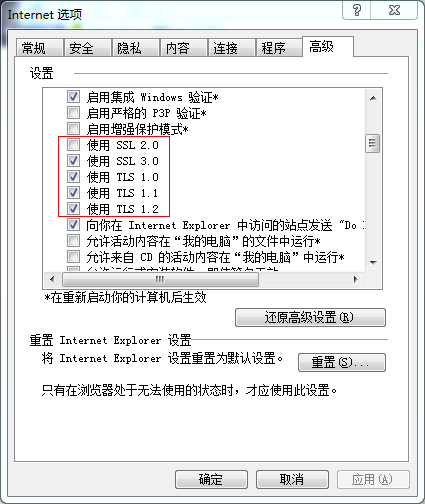 Internet 选项
常规 安全 隐私 内容 连接 程序 高级
设置
启用集成 Windows 验证*
启用严格的 P3P 验证*
启用增强保护模式*
使用 SSL 2.0
使用 SSL 3.0
使用 TLS 1.0
使用 TLS 1.1
使用 TLS 1.2
向你在 Internet Explorer 中访问的站点发送 "Do
允许活动内容在“我的电脑”的文件中运行*
允许来自 CD 的活动内容在“我的电脑”中运行*
*在重新启动你的计算机后生效
还原高级设置(R)
重置 Internet Explorer 设置
将 Internet Explorer 设置重置为默认设置。
重置(S)...
只有在浏览器处于无法使用的状态时，才应使用此设置。
确定 取消 应用(A)